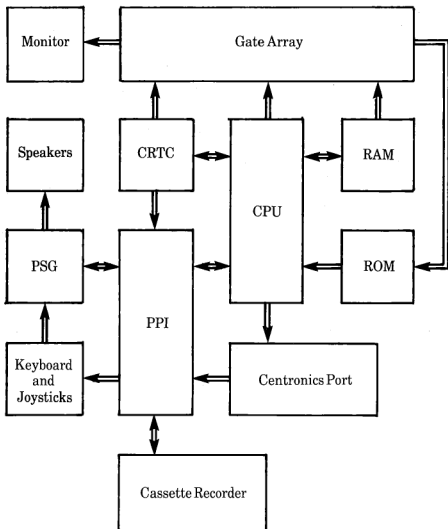 Monitor
Gate Array
Speakers
CRTC
CPU
RAM
PSG
PPI
ROM
Keyboard
and
Joysticks
Centronics Port
Cassette Recorder